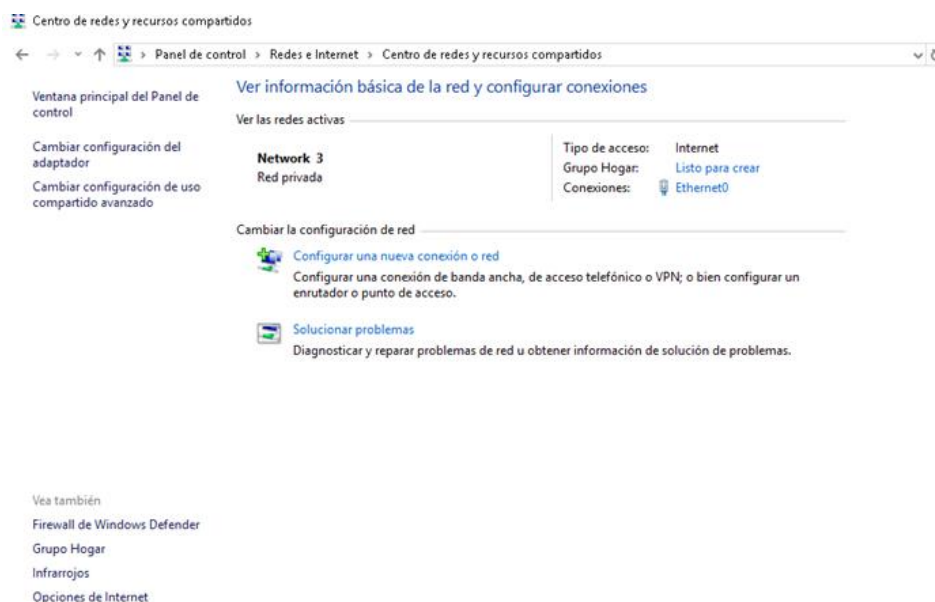 Centro de redes y recursos compartidos
Panel de control > Redes e Internet > Centro de redes y recursos compartidos
Ventana principal del Panel de
control
Cambiar configuración del
adaptador
Cambiar configuración de uso
compartido avanzado
Ver información básica de la red y configurar conexiones
Ver las redes activas
Network 3
Red privada
Tipo de acceso: Internet
Grupo Hogar: Listo para crear
Conexiones: Ethernet0
Cambiar la configuración de red
Configurar una nueva conexión o red
Configurar una conexión de banda ancha, de acceso telefónico o VPN; o bien configurar un
enrutador o punto de acceso.
Solucionar problemas
Diagnosticar y reparar problemas de red u obtener información de solución de problemas.
Vea también
Firewall de Windows Defender
Grupo Hogar
Infrarrojos
Opciones de Internet